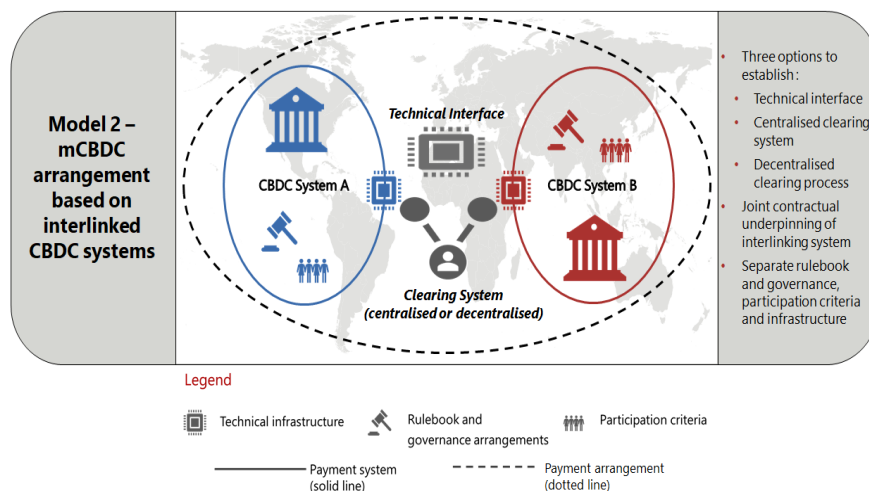 Model 2 –
mCBDC
arrangement
based on
interlinked
CBDC systems
Technical Interface
CBDC System A
CBDC System B
Clearing System
(centralised or decentralised)
• Three options to
establish:
• Technical interface
• Centralised clearing
system
• Decentralised
clearing process
• Joint contractual
underpinning of
interlinking system
• Separate rulebook
and governance,
participation criteria
and infrastructure
Legend
Technical infrastructure
Rulebook and
governance arrangements
Participation criteria
Payment system
(solid line)
Payment arrangement
(dotted line)